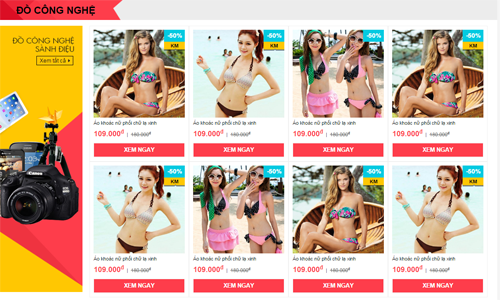 ĐỒ CÔNG NGHỆ
ĐỒ CÔNG NGHỆ
SÀNH ĐIỆU
Xem tất cả
Canon
-50%
KM
-50%
KM
-50%
KM
-50%
KM
Áo khoác nữ phối chữ lạ xinh
Áo khoác nữ phối chữ lạ xinh
Áo khoác nữ phối chữ lạ xinh
Áo khoác nữ phối chữ lạ xinh
109.000đ | 180.000đ
109.000đ | 180.000đ
109.000đ | 180.000đ
109.000đ | 180.000đ
XEM NGAY
XEM NGAY
XEM NGAY
XEM NGAY
-50%
KM
-50%
KM
-50%
KM
-50%
KM
Áo khoác nữ phối chữ lạ xinh
Áo khoác nữ phối chữ lạ xinh
Áo khoác nữ phối chữ lạ xinh
Áo khoác nữ phối chữ lạ xinh
109.000đ | 180.000đ
109.000đ | 180.000đ
109.000đ | 180.000đ
109.000đ | 180.000đ
XEM NGAY
XEM NGAY
XEM NGAY
XEM NGAY